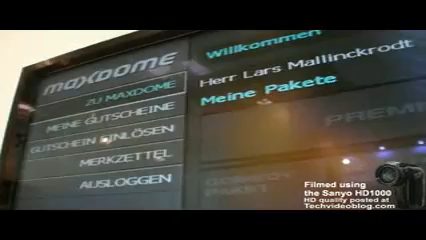 maxdome
ZU MAXDOME
MEINE GUTSCHEINE
GUTSCHEIN EINLÖSEN
MERKZETTEL
AUSLOGGEN
Willkommen
Herr Lars Mallinckrodt
Meine Pakete
Filmed using
the Sanyo HD1000
HD quality posted at
Techvideoblog.com